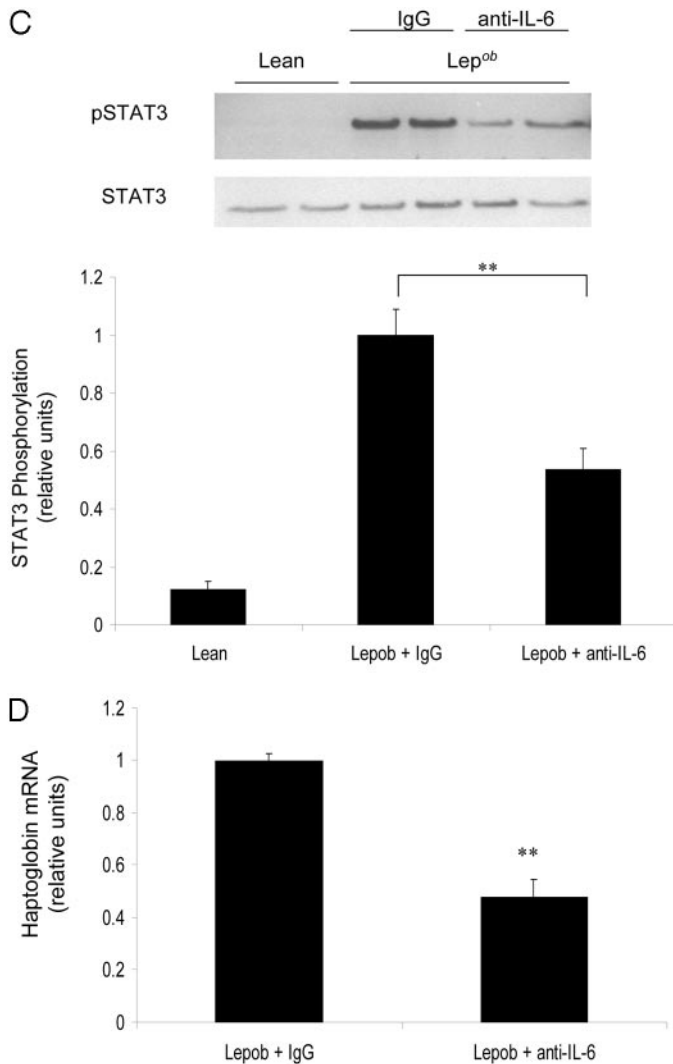 C
IgG anti-IL-6
Lean Lepᵒᵇ
pSTAT3
STAT3
**
1.2
1
0.8
0.6
0.4
0.2
0
STAT3 Phosphorylation
(relative units)
Lean Lepob + IgG Lepob + anti-IL-6
D
1.2
1
0.8
0.6
0.4
0.2
0
Haptoglobin mRNA
(relative units)
**
Lepob + IgG Lepob + anti-IL-6